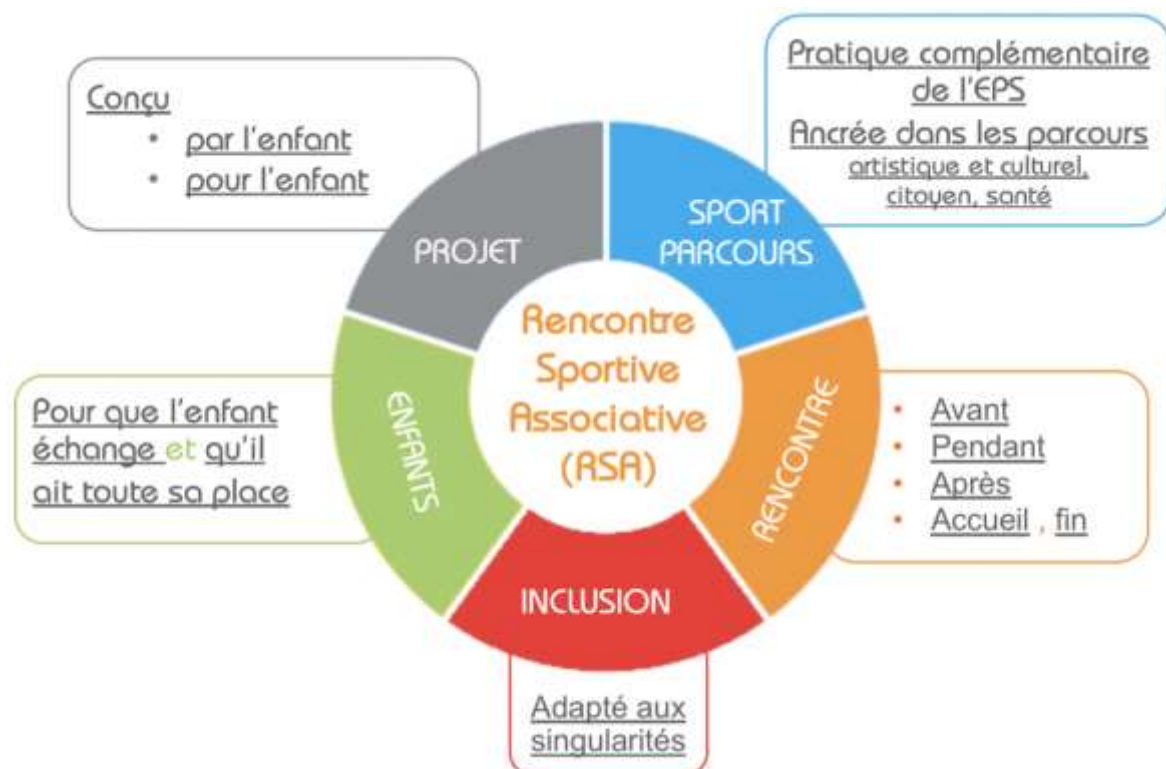 Conçu
• par l'enfant
• pour l'enfant
Pratique complémentaire
de l'EPS
Ancrée dans les parcours
artistique et culturel,
citoyen, santé
PROJET
SPORT
PARCOURS
Rencontre
Sportive
Associative
(RSA)
ENFANTS
RENCONTRE
INCLUSION
Pour que l'enfant
échange et qu'il
ait toute sa place
• Avant
• Pendant
• Après
• Accueil , fin
Adapté aux
singularités